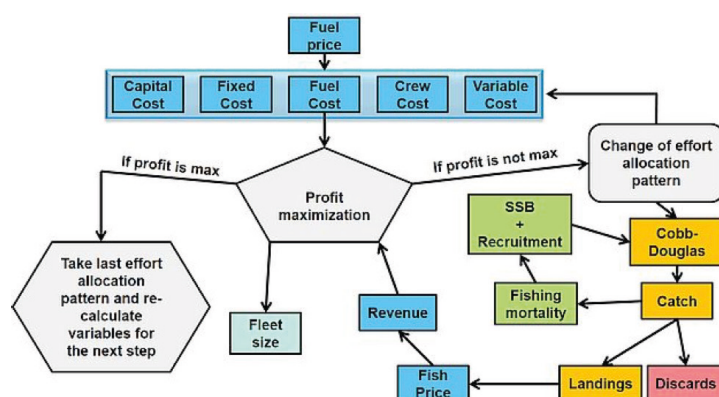 Fuel
price
Capital
Cost
Fixed
Cost
Fuel
Cost
Crew
Cost
Variable
Cost
If profit is max
If profit is not max
Change of effort
allocation
pattern
Profit
maximization
SSB
+
Recruitment
Cobb-
Douglas
Take last effort
allocation
pattern and re-
calculate
variables for
the next step
Fishing
mortality
Catch
Fleet
size
Revenue
Fish
Price
Landings
Discards